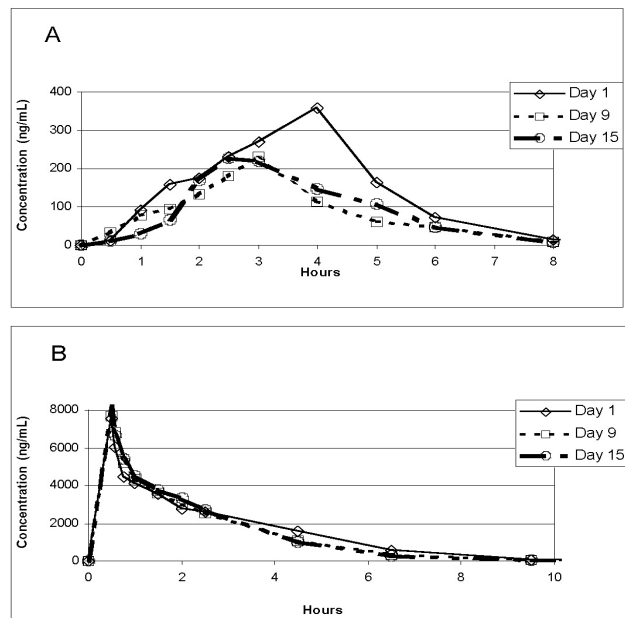 A
Concentration (ng/mL)
400
300
200
100
0
0 1 2 3 4 5 6 7 8
Hours
Day 1
Day 9
Day 15
B
Concentration (ng/mL)
8000
6000
4000
2000
0
0 2 4 6 8 10
Hours
Day 1
Day 9
Day 15